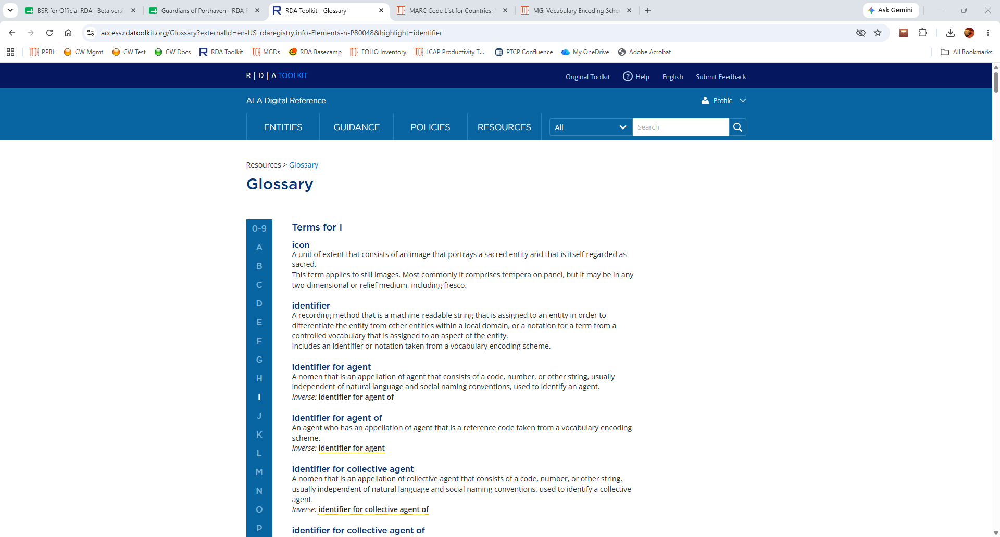 BSR for Official RDA--Beta versi
Guardians of Porthaven - RDA R
RDA Toolkit - Glossary
MARC Code List for Countries:
MG: Vocabulary Encoding Sche
Ask Gemini
access.rdatoolkit.org/Glossary?externalId=en-US_rdaregistry.info-Elements-n-P80048&highlight=identifier
PPBL
CW Mgmt
CW Test
CW Docs
RDA Toolkit
MGDs
RDA Basecamp
FOLIO Inventory
LCAP Productivity T...
PTCP Confluence
My OneDrive
Adobe Acrobat
All Bookmarks
R | D | A TOOLKIT
Original Toolkit
Help
English
Submit Feedback
ALA Digital Reference
Profile
ENTITIES
GUIDANCE
POLICIES
RESOURCES
All
Search
Resources > Glossary
Glossary
0-9
A
B
C
D
E
F
G
H
I
J
K
L
M
N
O
P
Terms for I
icon
A unit of extent that consists of an image that portrays a sacred entity and that is itself regarded as
sacred.
This term applies to still images. Most commonly it comprises tempera on panel, but it may be in any
two-dimensional or relief medium, including fresco.
identifier
A recording method that is a machine-readable string that is assigned to an entity in order to
differentiate the entity from other entities within a local domain, or a notation for a term from a
controlled vocabulary that is assigned to an aspect of the entity.
Includes an identifier or notation taken from a vocabulary encoding scheme.
identifier for agent
A nomen that is an appellation of agent that consists of a code, number, or other string, usually
independent of natural language and social naming conventions, used to identify an agent.
Inverse: identifier for agent of
identifier for agent of
An agent who has an appellation of agent that is a reference code taken from a vocabulary encoding
scheme.
Inverse: identifier for agent
identifier for collective agent
A nomen that is an appellation of collective agent that consists of a code, number, or other string,
usually independent of natural language and social naming conventions, used to identify a collective
agent.
Inverse: identifier for collective agent of
identifier for collective agent of